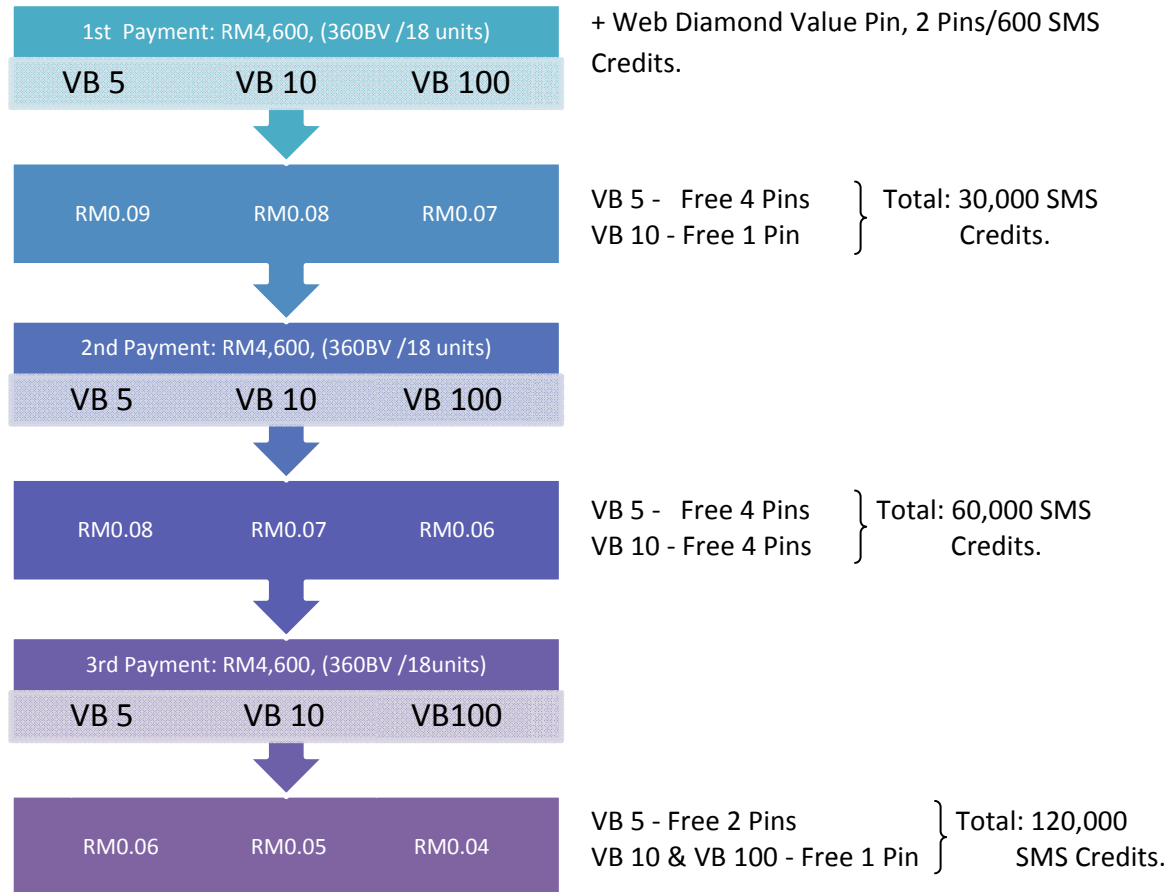 1st  Payment: RM4,600, (360BV /18 units)
VB 5 VB 10 VB 100
+ Web Diamond Value Pin, 2 Pins/600 SMS
Credits.
RM0.09 RM0.08 RM0.07
VB 5 -   Free 4 Pins
VB 10 - Free 1 Pin
Total: 30,000 SMS
Credits.
2nd Payment: RM4,600, (360BV /18 units)
VB 5 VB 10 VB 100
RM0.08 RM0.07 RM0.06
VB 5 -   Free 4 Pins
VB 10 - Free 4 Pins
Total: 60,000 SMS
Credits.
3rd Payment: RM4,600, (360BV /18units)
VB 5 VB 10 VB100
RM0.06 RM0.05 RM0.04
VB 5 - Free 2 Pins
VB 10 & VB 100 - Free 1 Pin
Total: 120,000
SMS Credits.